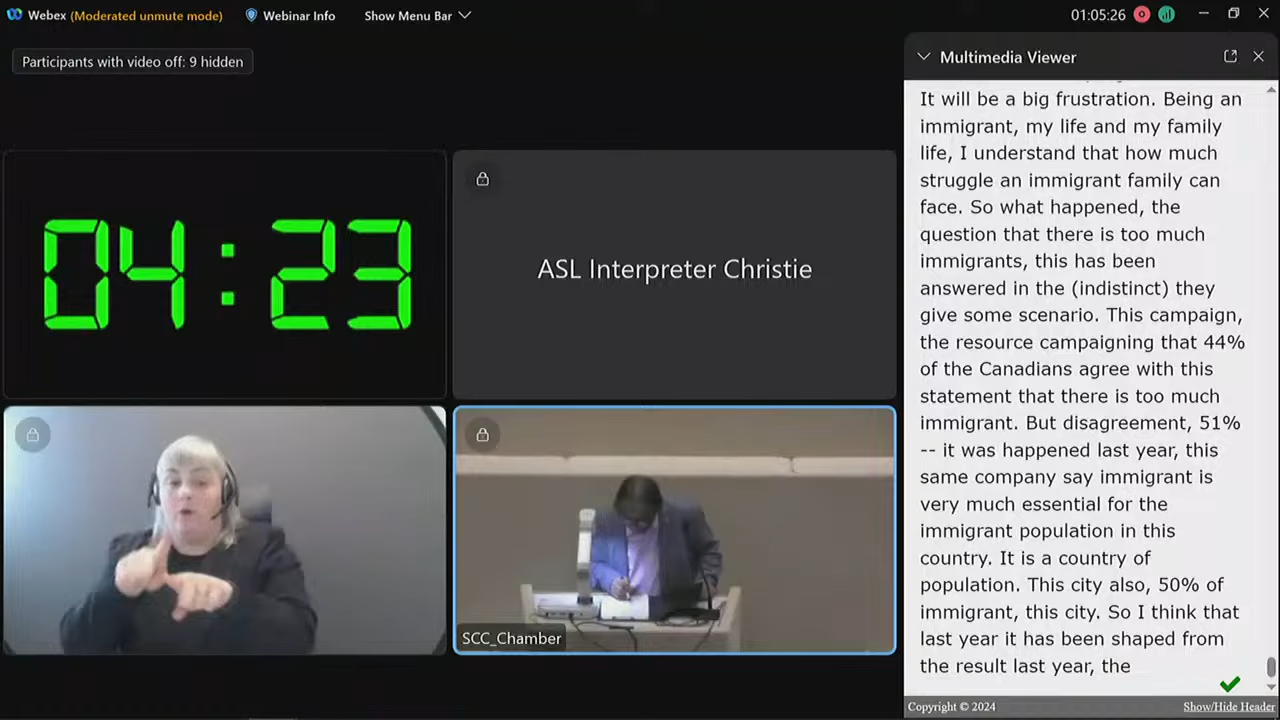 Webex (Moderated unmute mode) Webinar Info Show Menu Bar 01:05:26
Participants with video off: 9 hidden
04:23
ASL Interpreter Christie
SCC_Chamber
Multimedia Viewer
It will be a big frustration. Being an
immigrant, my life and my family
life, I understand that how much
struggle an immigrant family can
face. So what happened, the
question that there is too much
immigrants, this has been
answered in the (indistinct) they
give some scenario. This campaign,
the resource campaigning that 44%
of the Canadians agree with this
statement that there is too much
immigrant. But disagreement, 51%
-- it was happened last year, this
same company say immigrant is
very much essential for the
immigrant population in this
country. It is a country of
population. This city also, 50% of
immigrant, this city. So I think that
last year it has been shaped from
the result last year, the
Copyright © 2024 Show/Hide Header